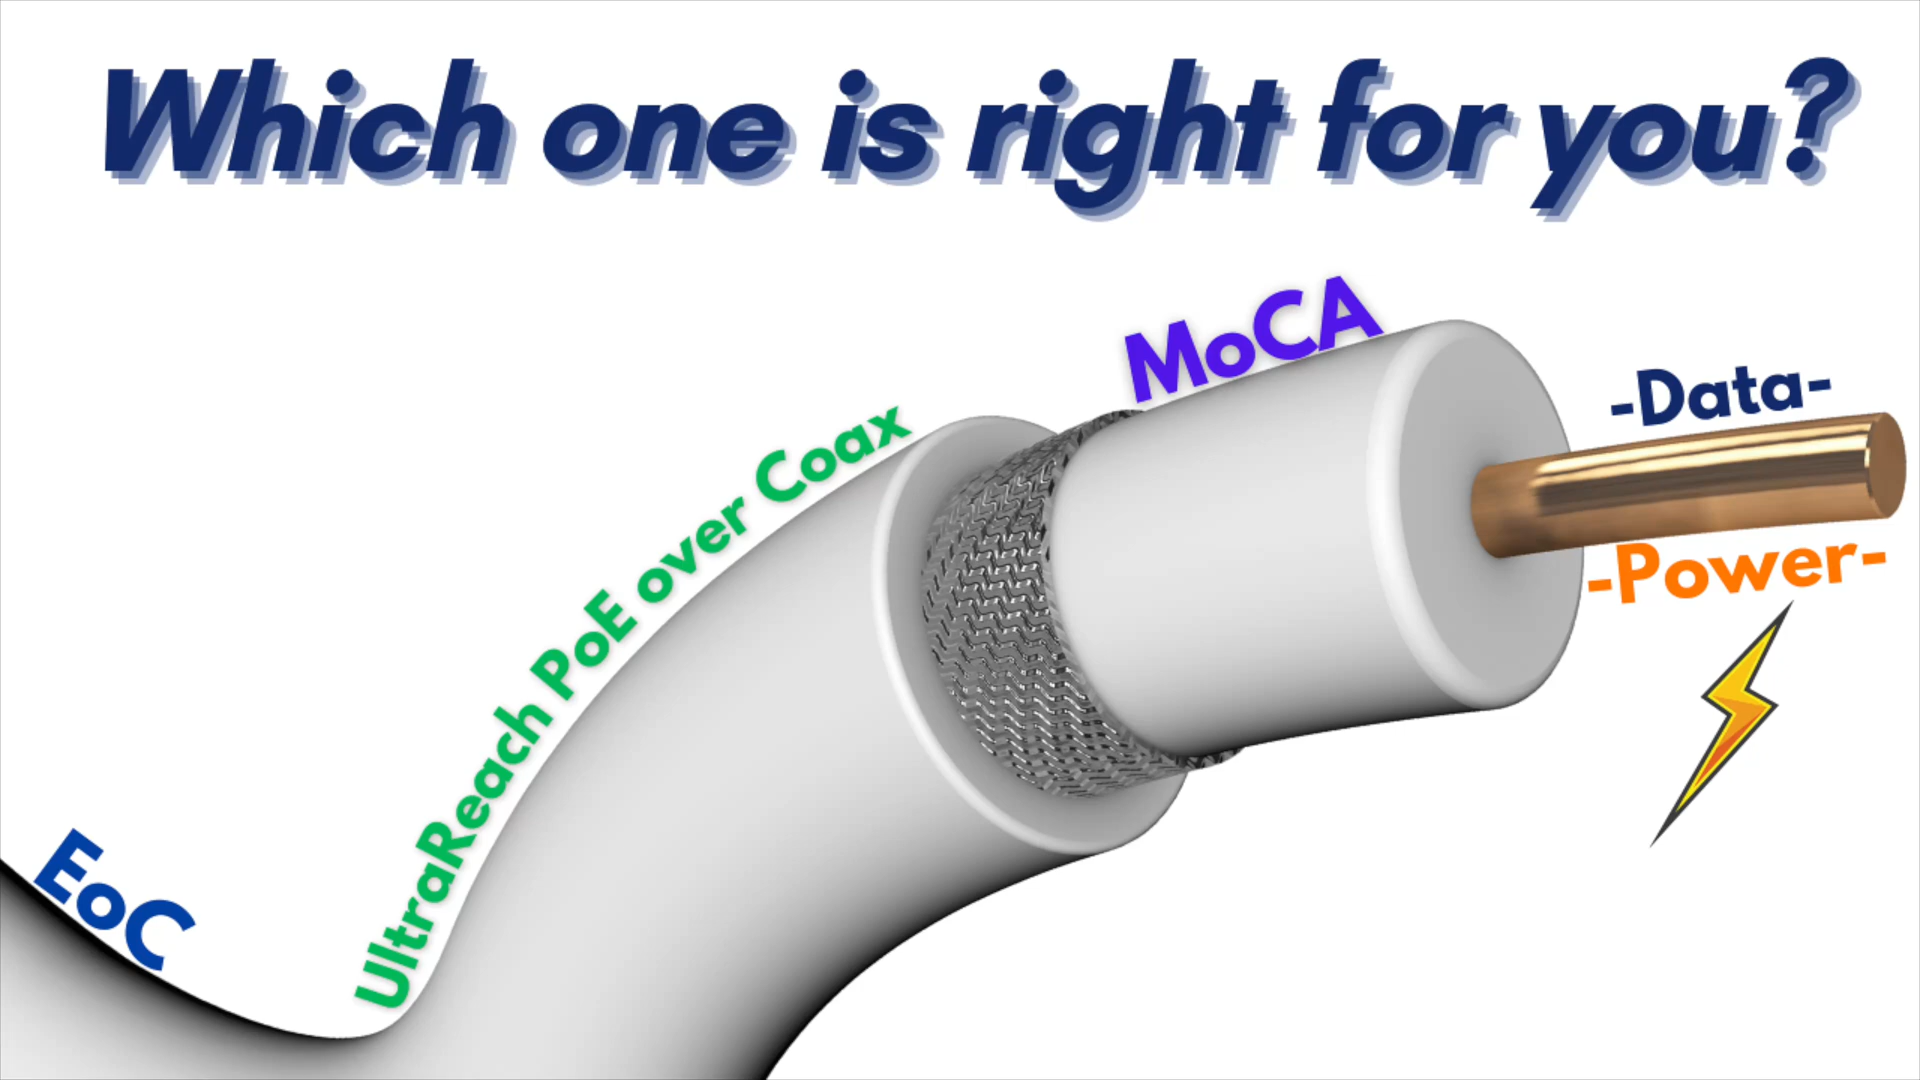 Which one is right for you?
MoCA
-Data-
-Power-
UltraReach PoE over Coax
EoC